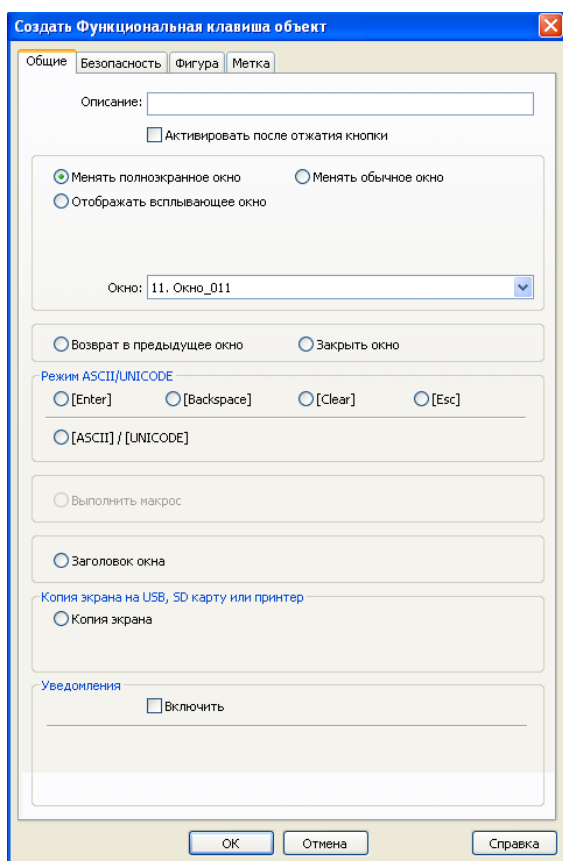 Создать Функциональная клавиша объект
Общие Безопасность Фигура Метка
Описание:
Активировать после отжатия кнопки
Менять полноэкранное окно Менять обычное окно
Отображать всплывающее окно
Окно: 11. Окно_011
Возврат в предыдущее окно Закрыть окно
Режим ASCII/UNICODE
[Enter] [Backspace] [Clear] [Esc]
[ASCII] / [UNICODE]
Выполнить макрос
Заголовок окна
Копия экрана на USB, SD карту или принтер
Копия экрана
Уведомления
Включить
OK Отмена Справка